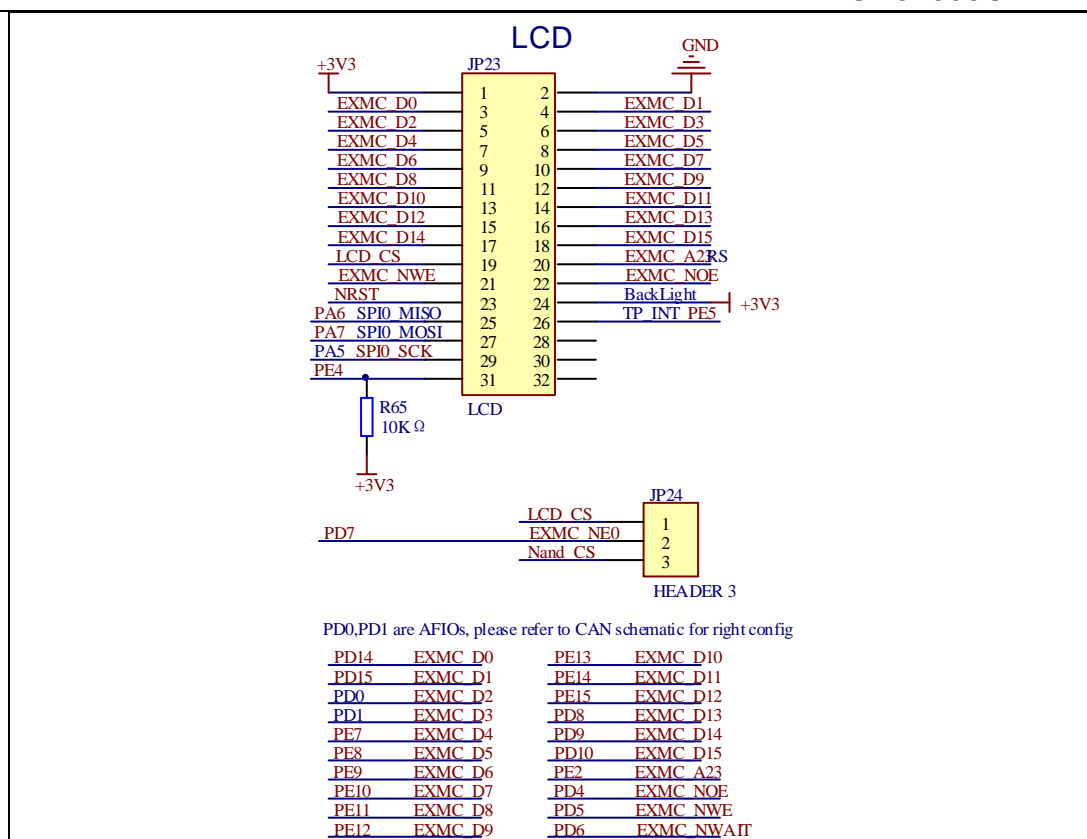 LCD
GND
+3V3
JP23
1 2
EXMC_D0 3 4 EXMC_D1
EXMC_D2 5 6 EXMC_D3
EXMC_D4 7 8 EXMC_D5
EXMC_D6 9 10 EXMC_D7
EXMC_D8 11 12 EXMC_D9
EXMC_D10 13 14 EXMC_D11
EXMC_D12 15 16 EXMC_D13
EXMC_D14 17 18 EXMC_D15
LCD_CS 19 20 EXMC_A23 RS
EXMC_NWE 21 22 EXMC_NOE
NRST 23 24 BackLight +3V3
PA6 SPI0_MISO 25 26 TP_INT PE5
PA7 SPI0_MOSI 27 28
PA5 SPI0_SCK 29 30
PE4 31 32
R65 LCD
10K Ω
+3V3
JP24
LCD_CS 1
PD7 EXMC_NE0 2
Nand_CS 3
HEADER 3
PD0,PD1 are AFIOs, please refer to CAN schematic for right config
PD14 EXMC_D0 PE13 EXMC_D10
PD15 EXMC_D1 PE14 EXMC_D11
PD0 EXMC_D2 PE15 EXMC_D12
PD1 EXMC_D3 PD8 EXMC_D13
PE7 EXMC_D4 PD9 EXMC_D14
PE8 EXMC_D5 PD10 EXMC_D15
PE9 EXMC_D6 PE2 EXMC_A23
PE10 EXMC_D7 PD4 EXMC_NOE
PE11 EXMC_D8 PD5 EXMC_NWE
PE12 EXMC_D9 PD6 EXMC_NWAIT